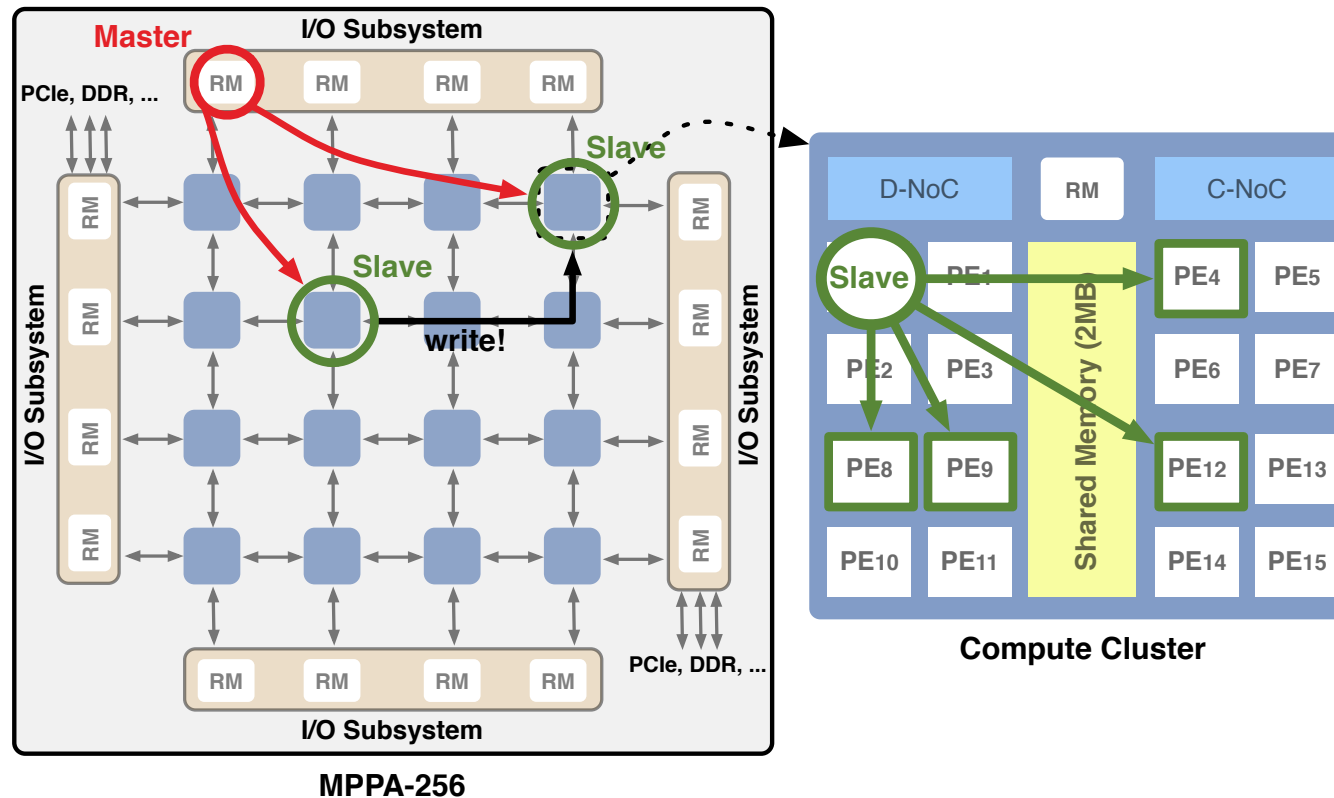 I/O Subsystem
Master
RM RM RM RM
PCIe, DDR, ...
Slave
D-NoC RM C-NoC
RM
RM
RM
RM
I/O Subsystem
Slave
write!
RM
RM
RM
RM
I/O Subsystem
PCIe, DDR, ...
RM RM RM RM
I/O Subsystem
MPPA-256
Slave PE1 PE4 PE5
PE2 PE3 PE6 PE7
PE8 PE9 PE12 PE13
PE10 PE11 PE14 PE15
Shared Memory (2MB)
Compute Cluster